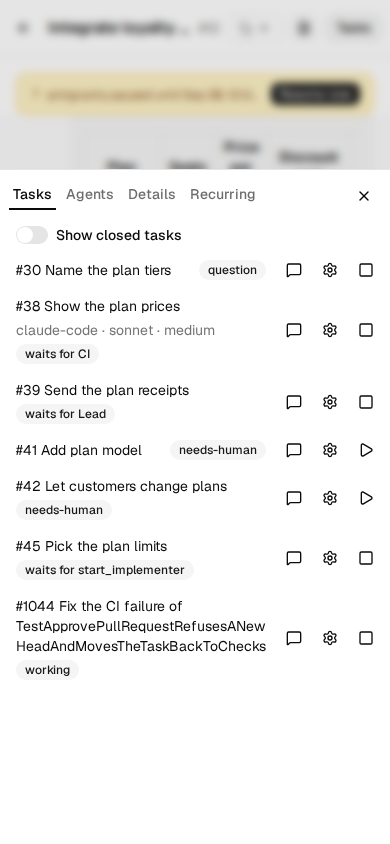 Tasks
Tasks Agents Details Recurring
Show closed tasks
#30 Name the plan tiers question
#38 Show the plan prices
claude-code · sonnet · medium
waits for CI
#39 Send the plan receipts
waits for Lead
#41 Add plan model needs-human
#42 Let customers change plans
needs-human
#45 Pick the plan limits
waits for start_implementer
#1044 Fix the CI failure of
TestApprovePullRequestRefusesANew
HeadAndMovesTheTaskBackToChecks
working